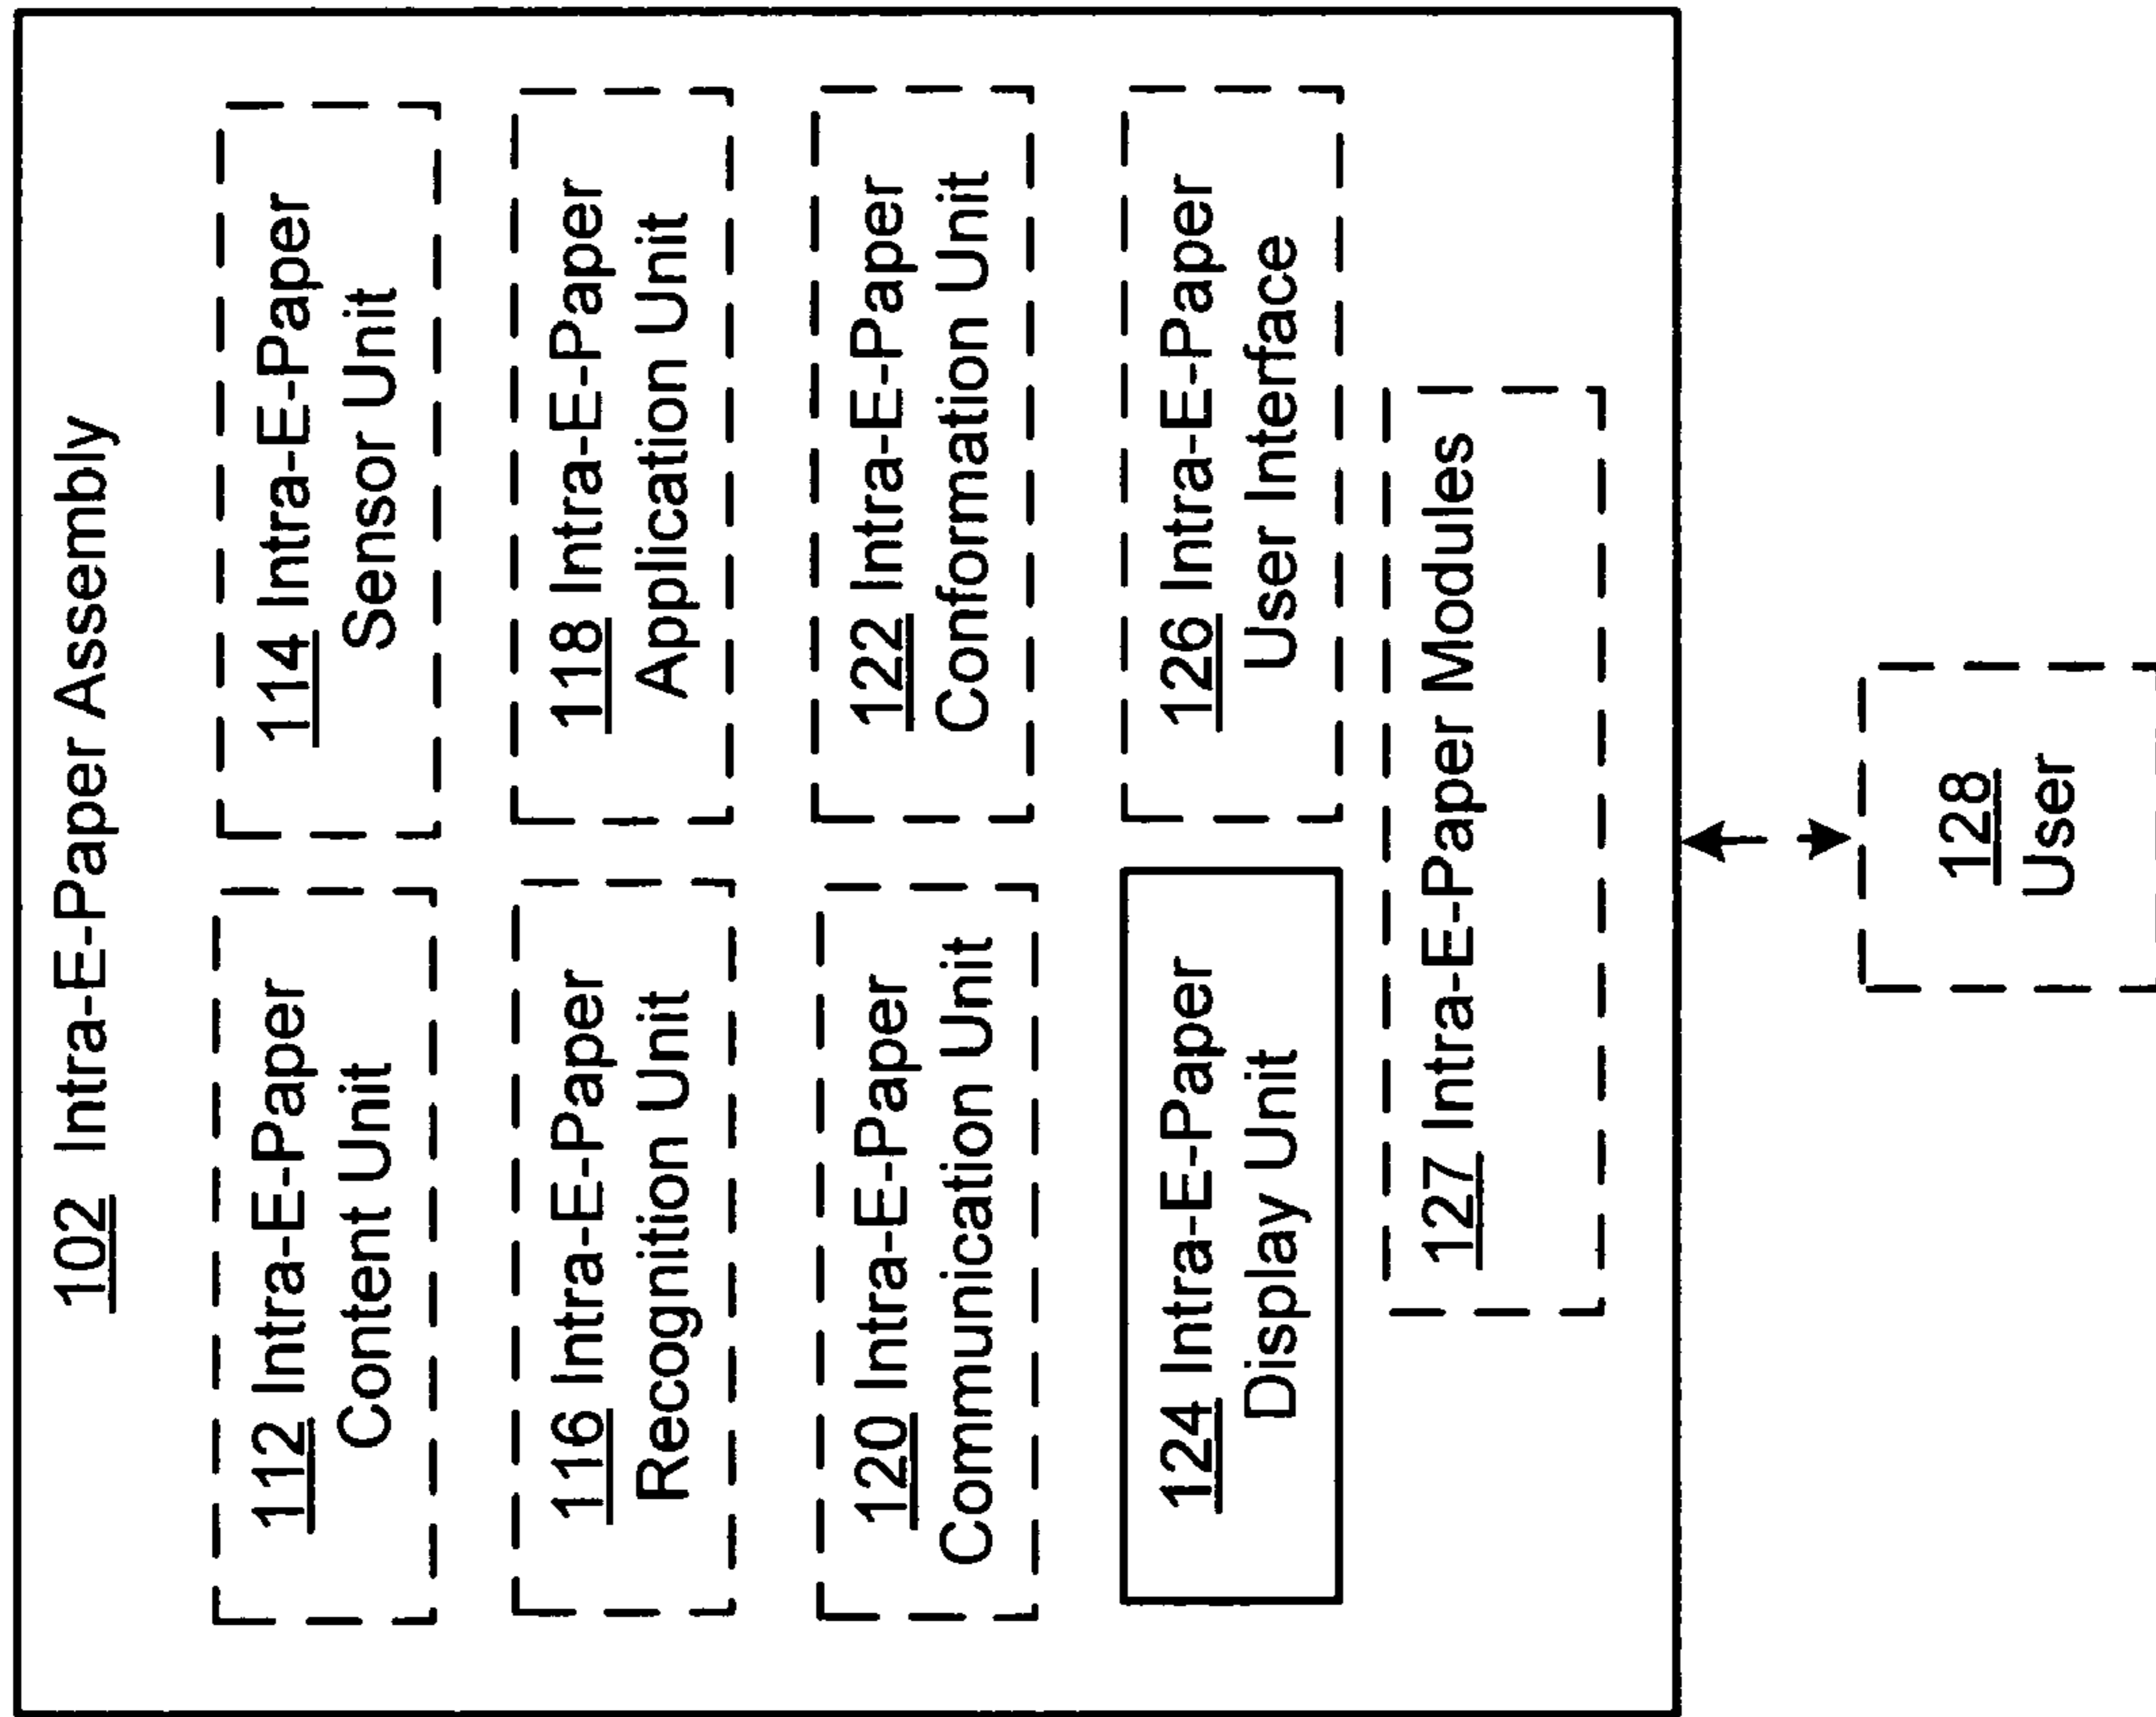 102 Intra-E-Paper Assembly
112 Intra-E-Paper
Content Unit
114 Intra-E-Paper
Sensor Unit
116 Intra-E-Paper
Recognition Unit
118 Intra-E-Paper
Application Unit
120 Intra-E-Paper
Communication Unit
122 Intra-E-Paper
Conformation Unit
124 Intra-E-Paper
Display Unit
126 Intra-E-Paper
User Interface
127 Intra-E-Paper Modules
128
User